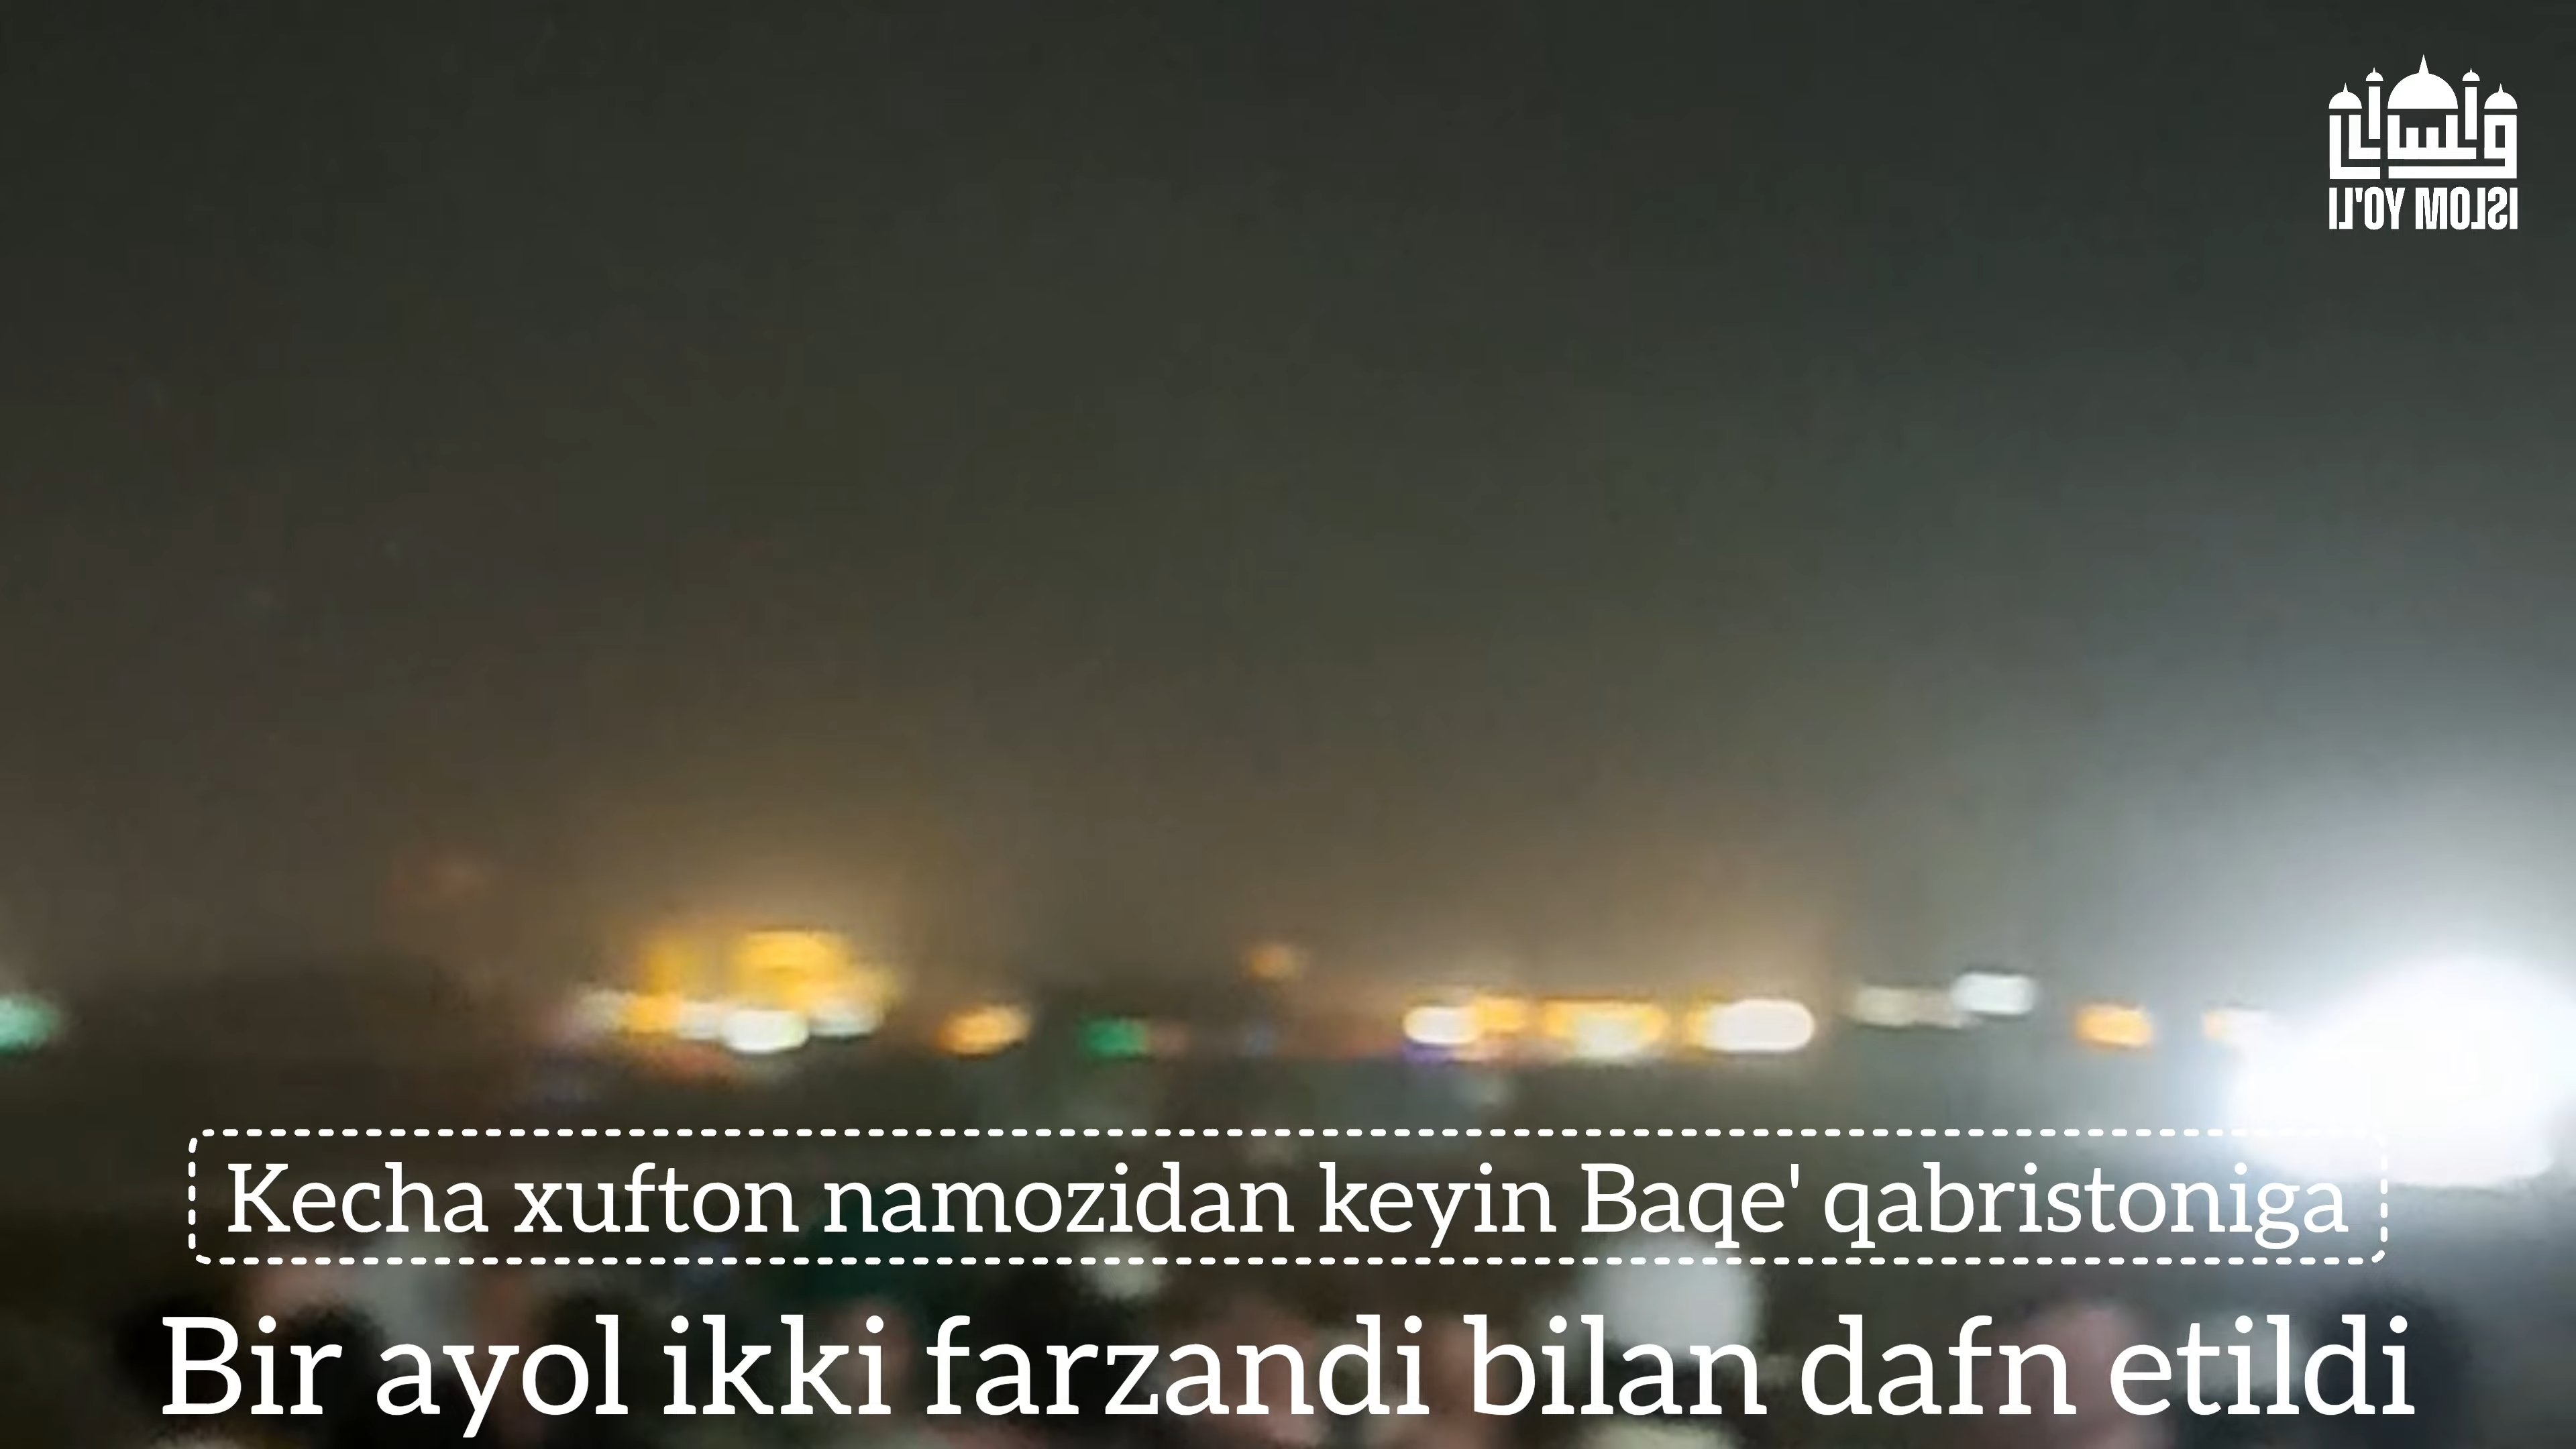 ISLOM YO'LI
Kecha xufton namozidan keyin Baqe' qabristoniga
Bir ayol ikki farzandi bilan dafn etildi